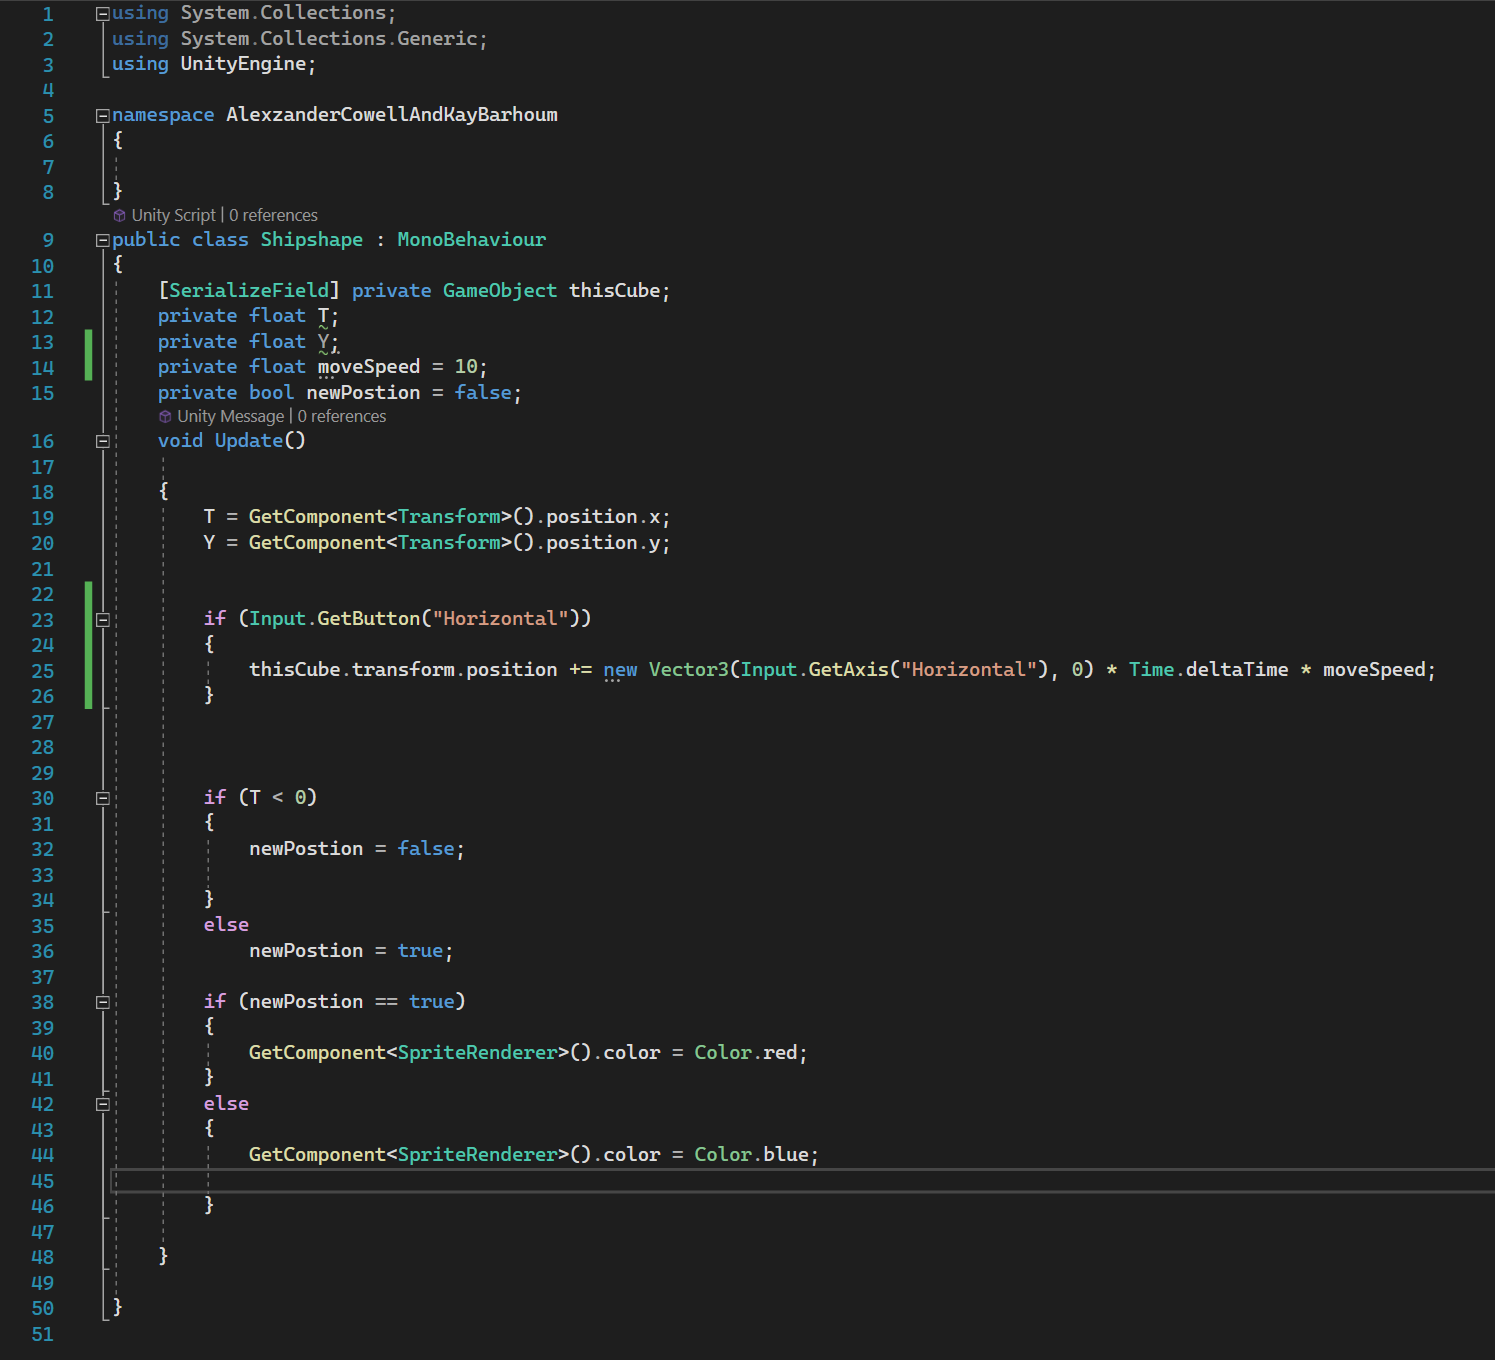 1 using System.Collections;
2 using System.Collections.Generic;
3 using UnityEngine;
4
5 namespace AlexzanderCowellAndKayBarhoum
6 {
7
8 }
Unity Script | 0 references
9 public class Shipshape : MonoBehaviour
10 {
11 [SerializeField] private GameObject thisCube;
12 private float T;
13 private float Y;
14 private float moveSpeed = 10;
15 private bool newPostion = false;
Unity Message | 0 references
16 void Update()
17
18 {
19 T = GetComponent<Transform>().position.x;
20 Y = GetComponent<Transform>().position.y;
21
22
23 if (Input.GetButton("Horizontal"))
24 {
25 thisCube.transform.position += new Vector3(Input.GetAxis("Horizontal"), 0) * Time.deltaTime * moveSpeed;
26 }
27
28
29
30 if (T < 0)
31 {
32 newPostion = false;
33
34 }
35 else
36 newPostion = true;
37
38 if (newPostion == true)
39 {
40 GetComponent<SpriteRenderer>().color = Color.red;
41 }
42 else
43 {
44 GetComponent<SpriteRenderer>().color = Color.blue;
45
46 }
47
48 }
49
50 }
51